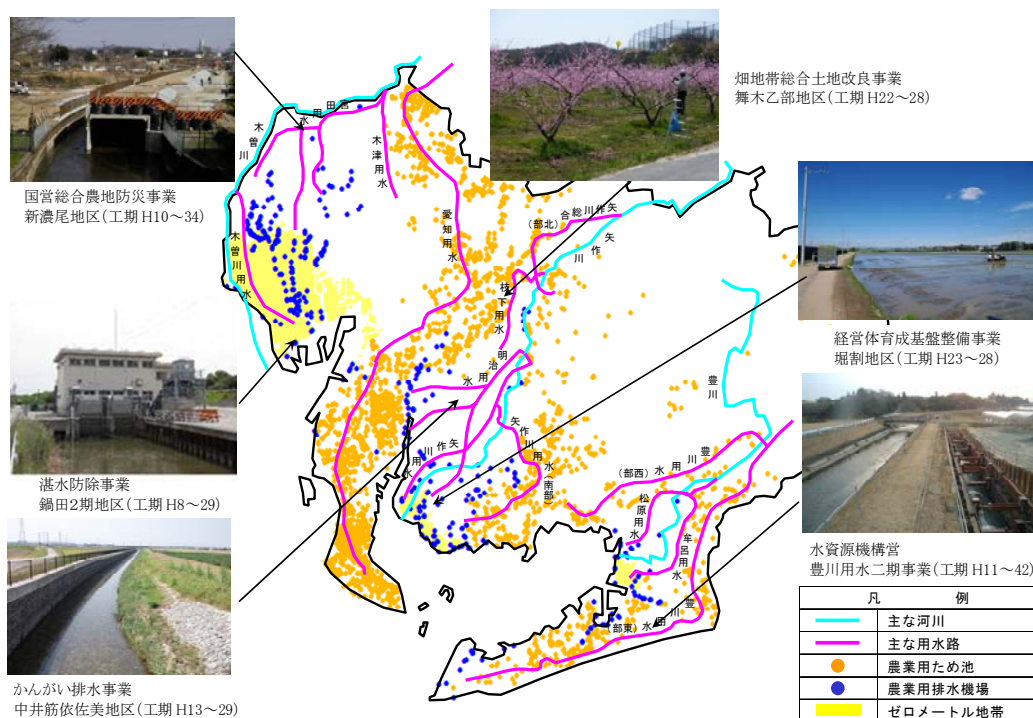 畑地帯総合土地改良事業
舞木乙部地区(工期 H22～28)
国営総合農地防災事業
新濃尾地区(工期 H10～34)
経営体育成基盤整備事業
堀割地区(工期 H23～28)
湛水防除事業
鍋田2期地区(工期 H8～29)
水資源機構営
豊川用水二期事業(工期 H11～42)
かんがい排水事業
中井筋依佐美地区(工期 H13～29)
木曽川
宮田用水
木津用水
愛知用水
木曽川用水
矢作川総合(北部)
矢作川
枝下用水
明治用水
矢作川用水
矢作川用水(南部)
豊川
豊川用水(西部)
松原用水
牟呂用水
豊川用水(東部)
凡 例
主な河川
主な用水路
農業用ため池
農業用排水機場
ゼロメートル地帯